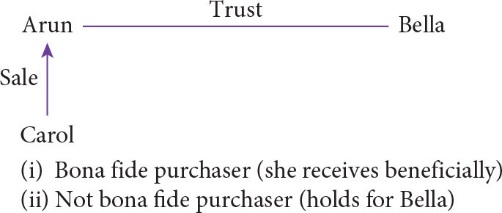 Trust
Arun Bella
Sale
Carol
(i) Bona fide purchaser (she receives beneficially)
(ii) Not bona fide purchaser (holds for Bella)